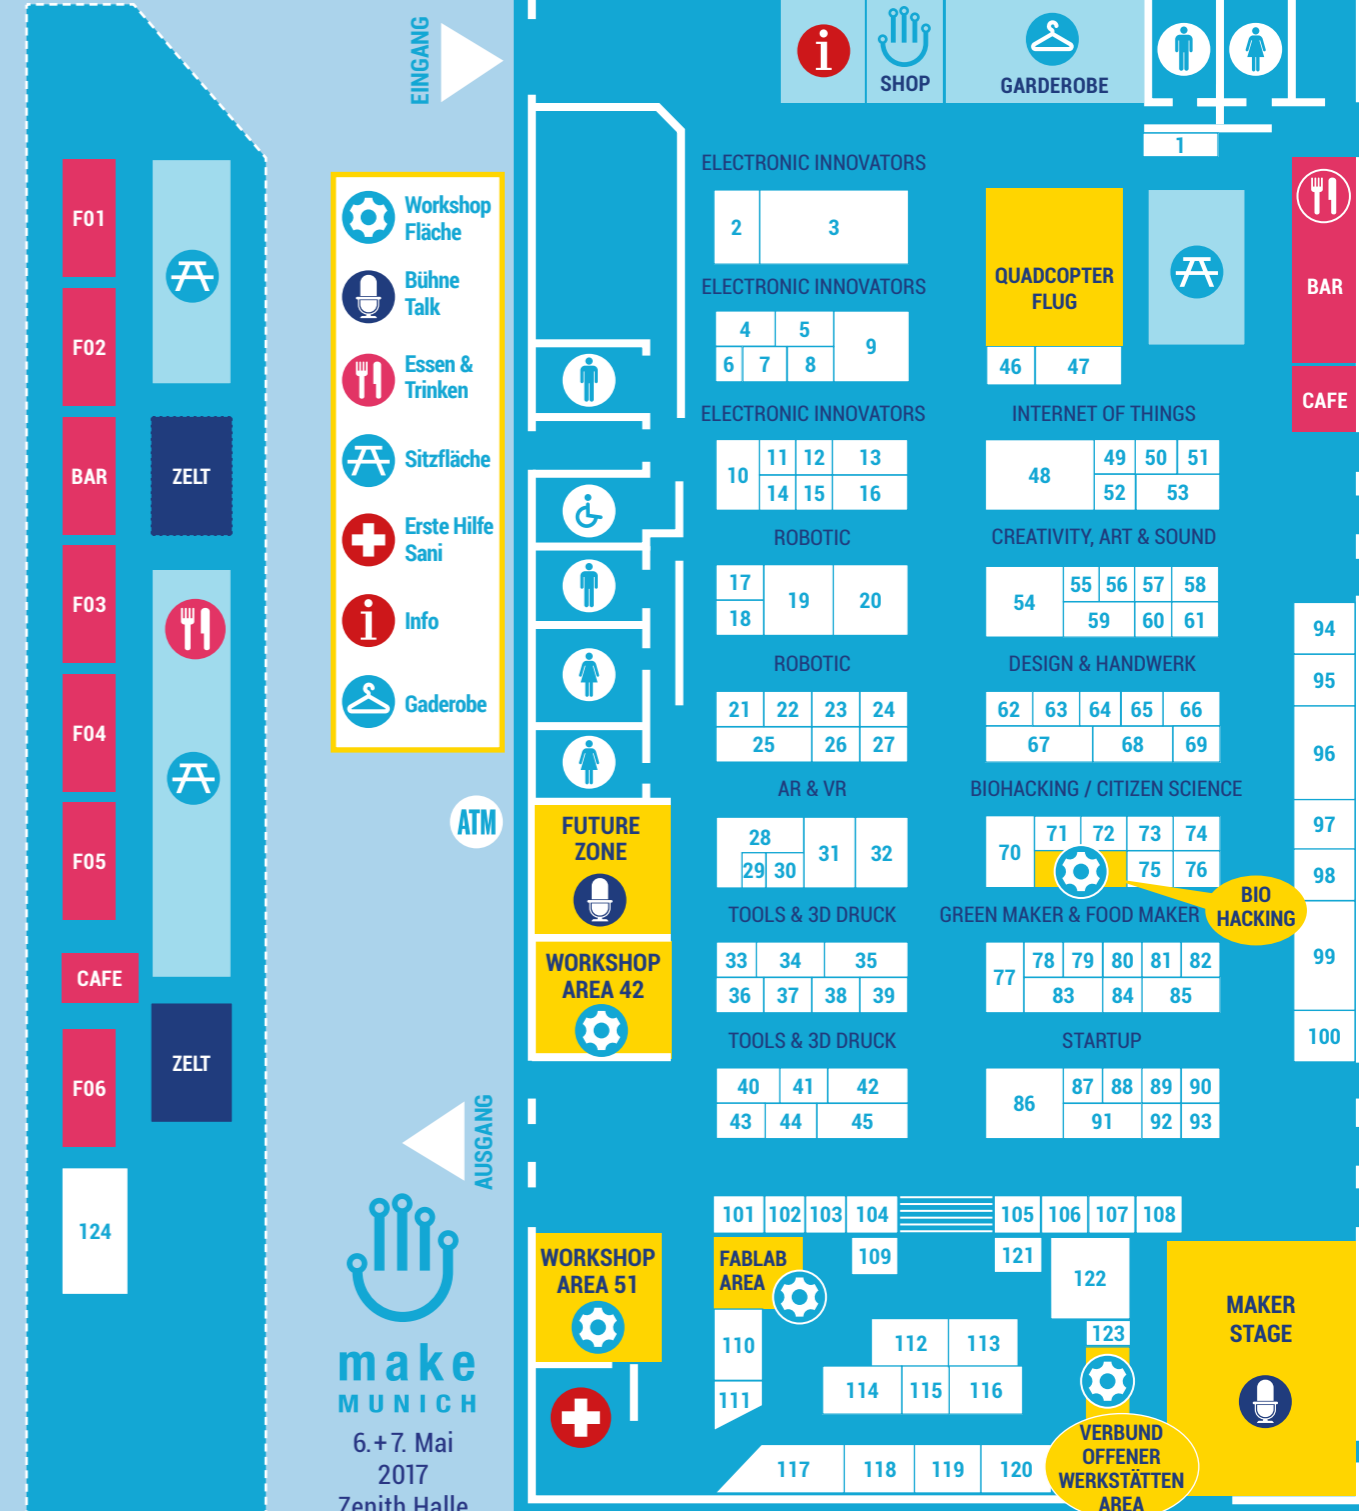 EINGANG
i
SHOP
GARDEROBE
1
F01
F02
BAR
F03
F04
F05
CAFE
F06
124
ZELT
ZELT
Workshop
Fläche
Bühne
Talk
Essen &
Trinken
Sitzfläche
Erste Hilfe
Sani
i
Info
Gaderobe
ATM
AUSGANG
make
MUNICH
6.+7. Mai
2017
Zenith Halle
FUTURE
ZONE
WORKSHOP
AREA 42
WORKSHOP
AREA 51
ELECTRONIC INNOVATORS
2 3
ELECTRONIC INNOVATORS
4 5 9
6 7 8
ELECTRONIC INNOVATORS
10 11 12 13
14 15 16
ROBOTIC
17 19 20
18
ROBOTIC
21 22 23 24
25 26 27
AR & VR
28 31 32
29 30
TOOLS & 3D DRUCK
33 34 35
36 37 38 39
TOOLS & 3D DRUCK
40 41 42
43 44 45
QUADCOPTER
FLUG
46 47
INTERNET OF THINGS
48 49 50 51
52 53
CREATIVITY, ART & SOUND
54 55 56 57 58
59 60 61
DESIGN & HANDWERK
62 63 64 65 66
67 68 69
BIOHACKING / CITIZEN SCIENCE
70 71 72 73 74
75 76
BIO
HACKING
GREEN MAKER & FOOD MAKER
77 78 79 80 81 82
83 84 85
STARTUP
86 87 88 89 90
91 92 93
BAR
CAFE
94
95
96
97
98
99
100
101 102 103 104 105 106 107 108
FABLAB
AREA
109 121 122
110 112 113 123
111 114 115 116
117 118 119 120
VERBUND
OFFENER
WERKSTÄTTEN
AREA
MAKER
STAGE